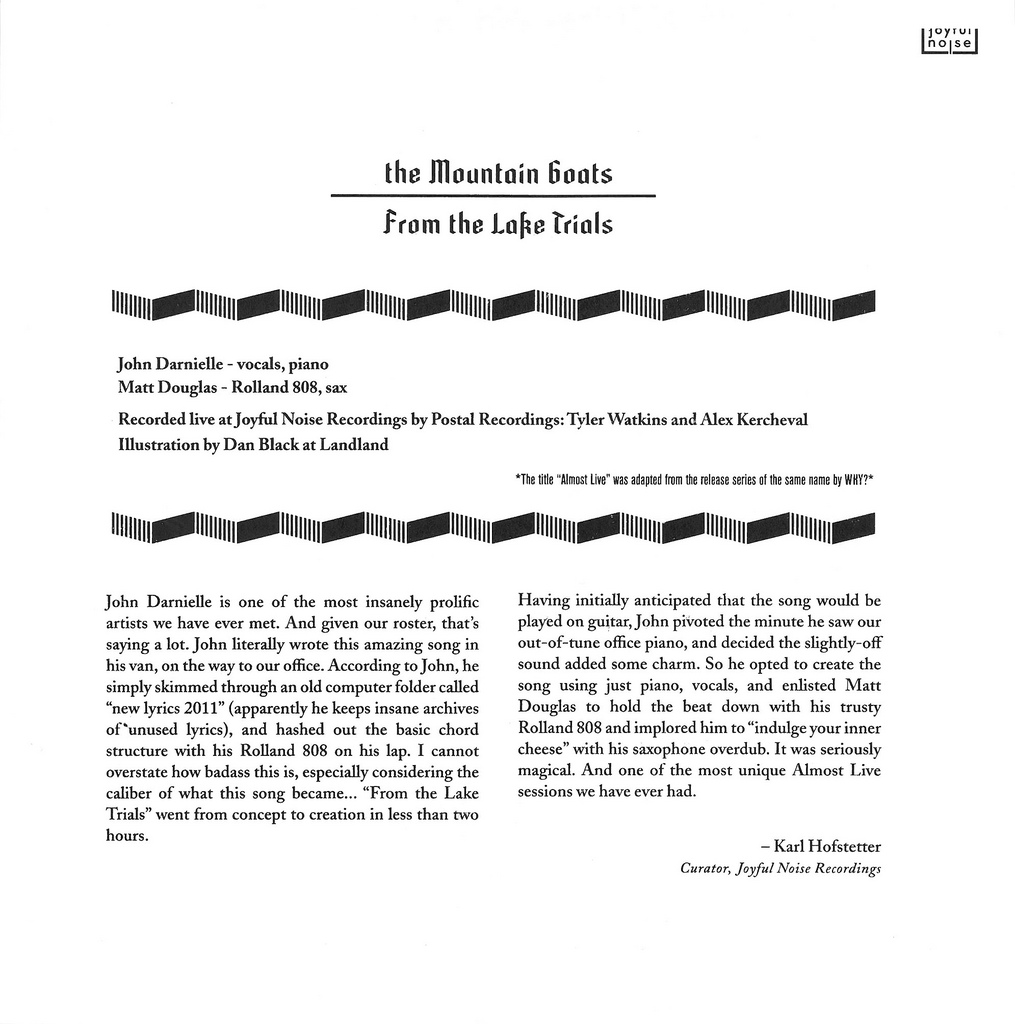 joyful
noise
the Mountain Goats
From the Lake Trials
John Darnielle - vocals, piano
Matt Douglas - Rolland 808, sax
Recorded live at Joyful Noise Recordings by Postal Recordings: Tyler Watkins and Alex Kercheval
Illustration by Dan Black at Landland
*The title "Almost Live" was adapted from the release series of the same name by WHY?*
John Darnielle is one of the most insanely prolific
artists we have ever met. And given our roster, that's
saying a lot. John literally wrote this amazing song in
his van, on the way to our office. According to John, he
simply skimmed through an old computer folder called
"new lyrics 2011" (apparently he keeps insane archives
of unused lyrics), and hashed out the basic chord
structure with his Rolland 808 on his lap. I cannot
overstate how badass this is, especially considering the
caliber of what this song became... "From the Lake
Trials" went from concept to creation in less than two
hours.
Having initially anticipated that the song would be
played on guitar, John pivoted the minute he saw our
out-of-tune office piano, and decided the slightly-off
sound added some charm. So he opted to create the
song using just piano, vocals, and enlisted Matt
Douglas to hold the beat down with his trusty
Rolland 808 and implored him to "indulge your inner
cheese" with his saxophone overdub. It was seriously
magical. And one of the most unique Almost Live
sessions we have ever had.
– Karl Hofstetter
Curator, Joyful Noise Recordings